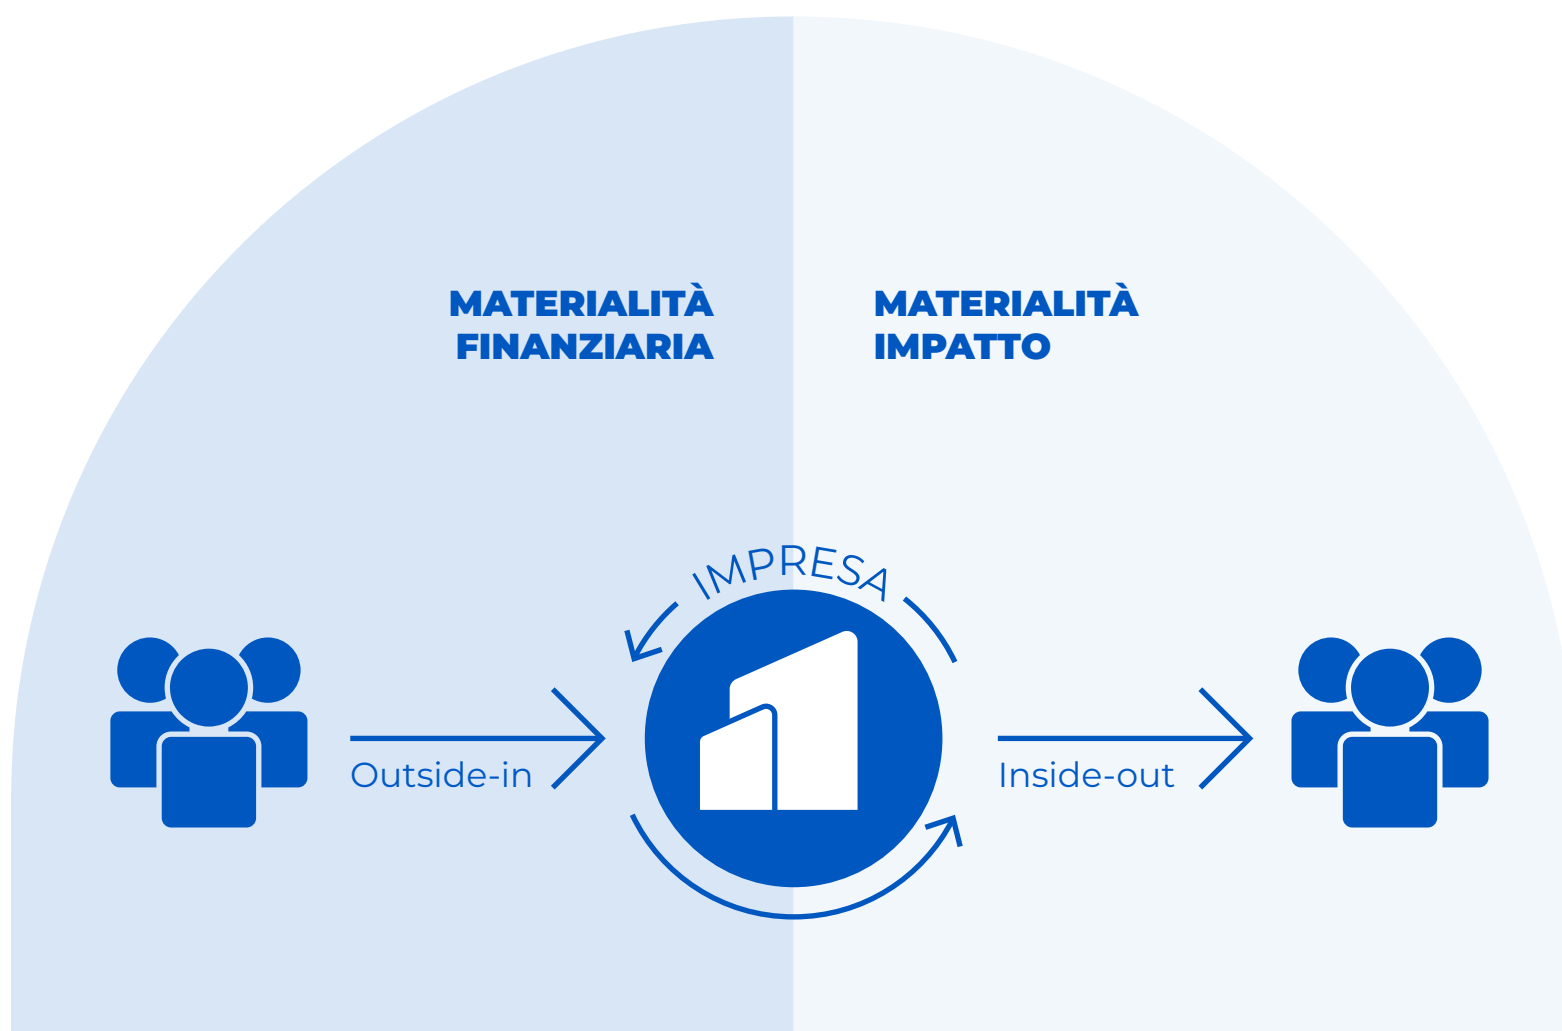 MATERIALITÀ
FINANZIARIA
MATERIALITÀ
IMPATTO
IMPRESA
Outside-in
Inside-out